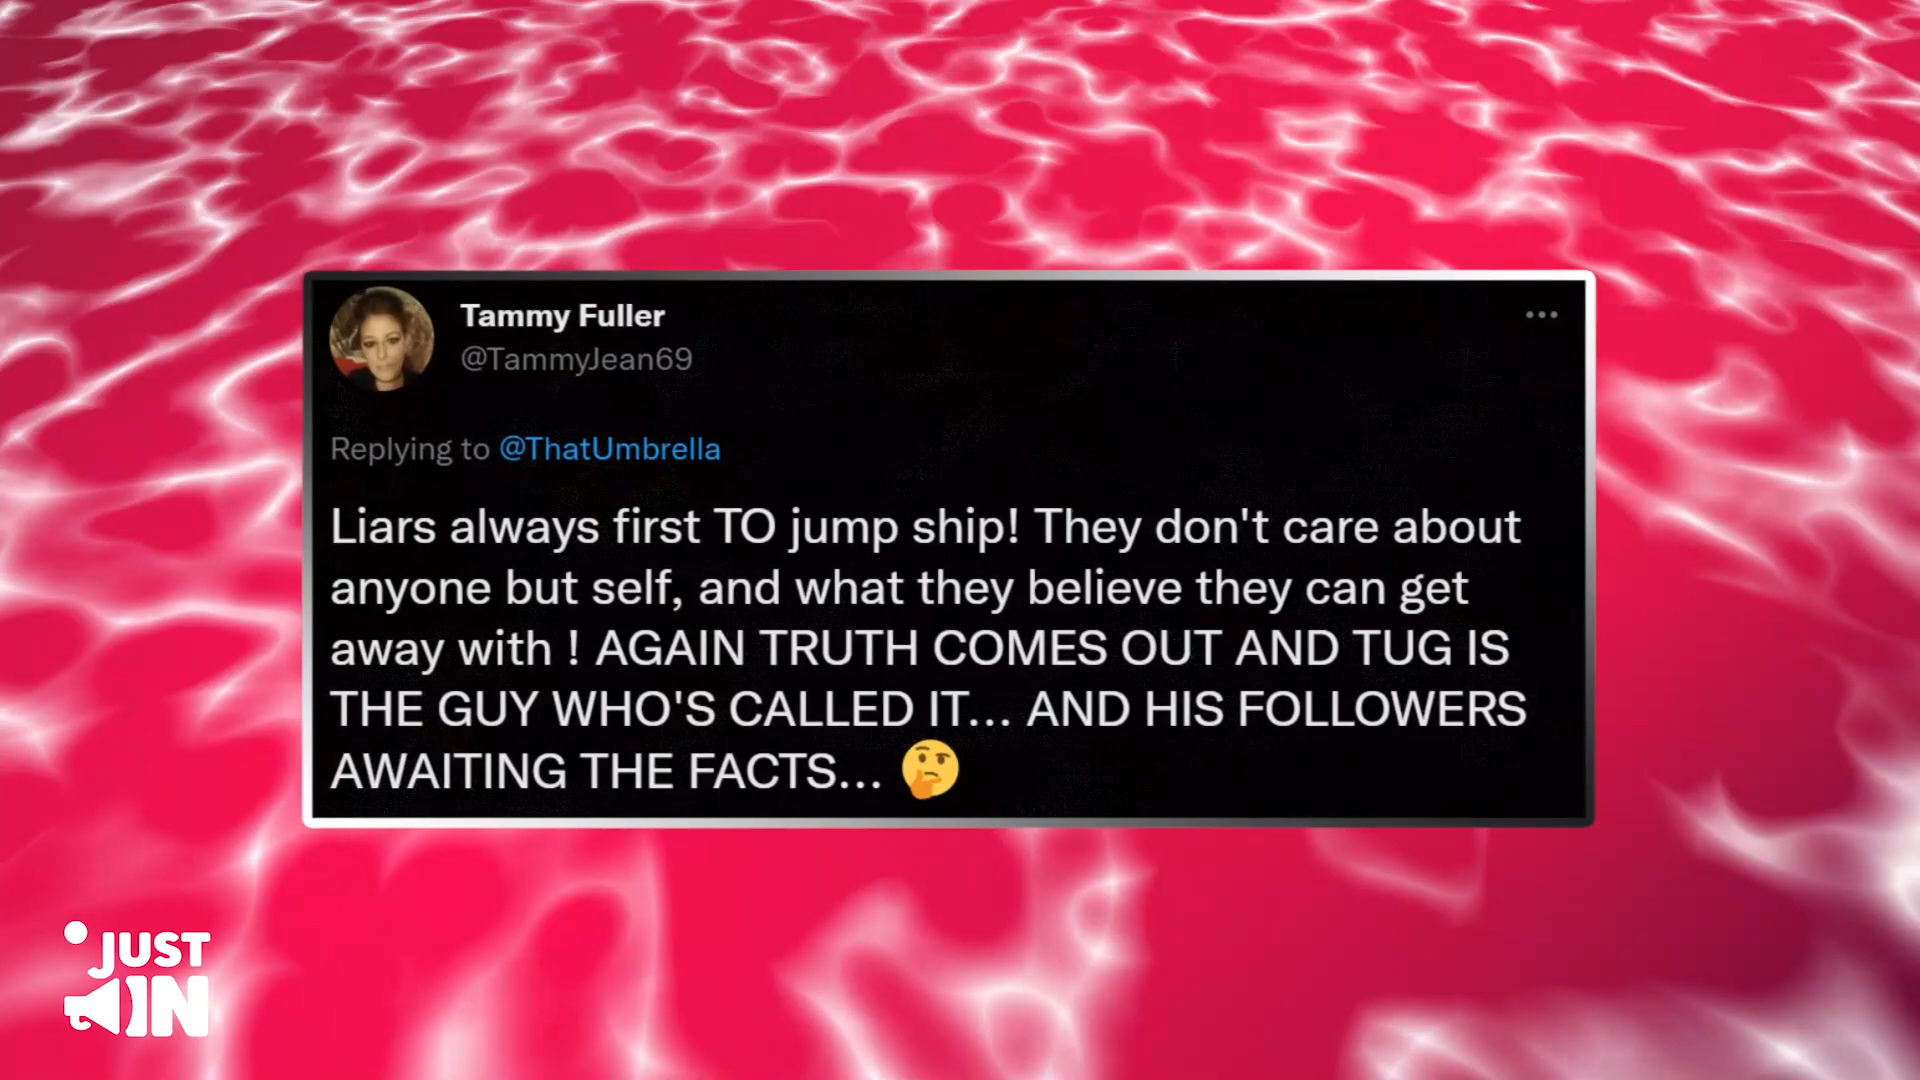 Tammy Fuller
@TammyJean69
Replying to @ThatUmbrella
Liars always first TO jump ship! They don't care about
anyone but self, and what they believe they can get
away with ! AGAIN TRUTH COMES OUT AND TUG IS
THE GUY WHO'S CALLED IT... AND HIS FOLLOWERS
AWAITING THE FACTS... 🤔
JUST
IN